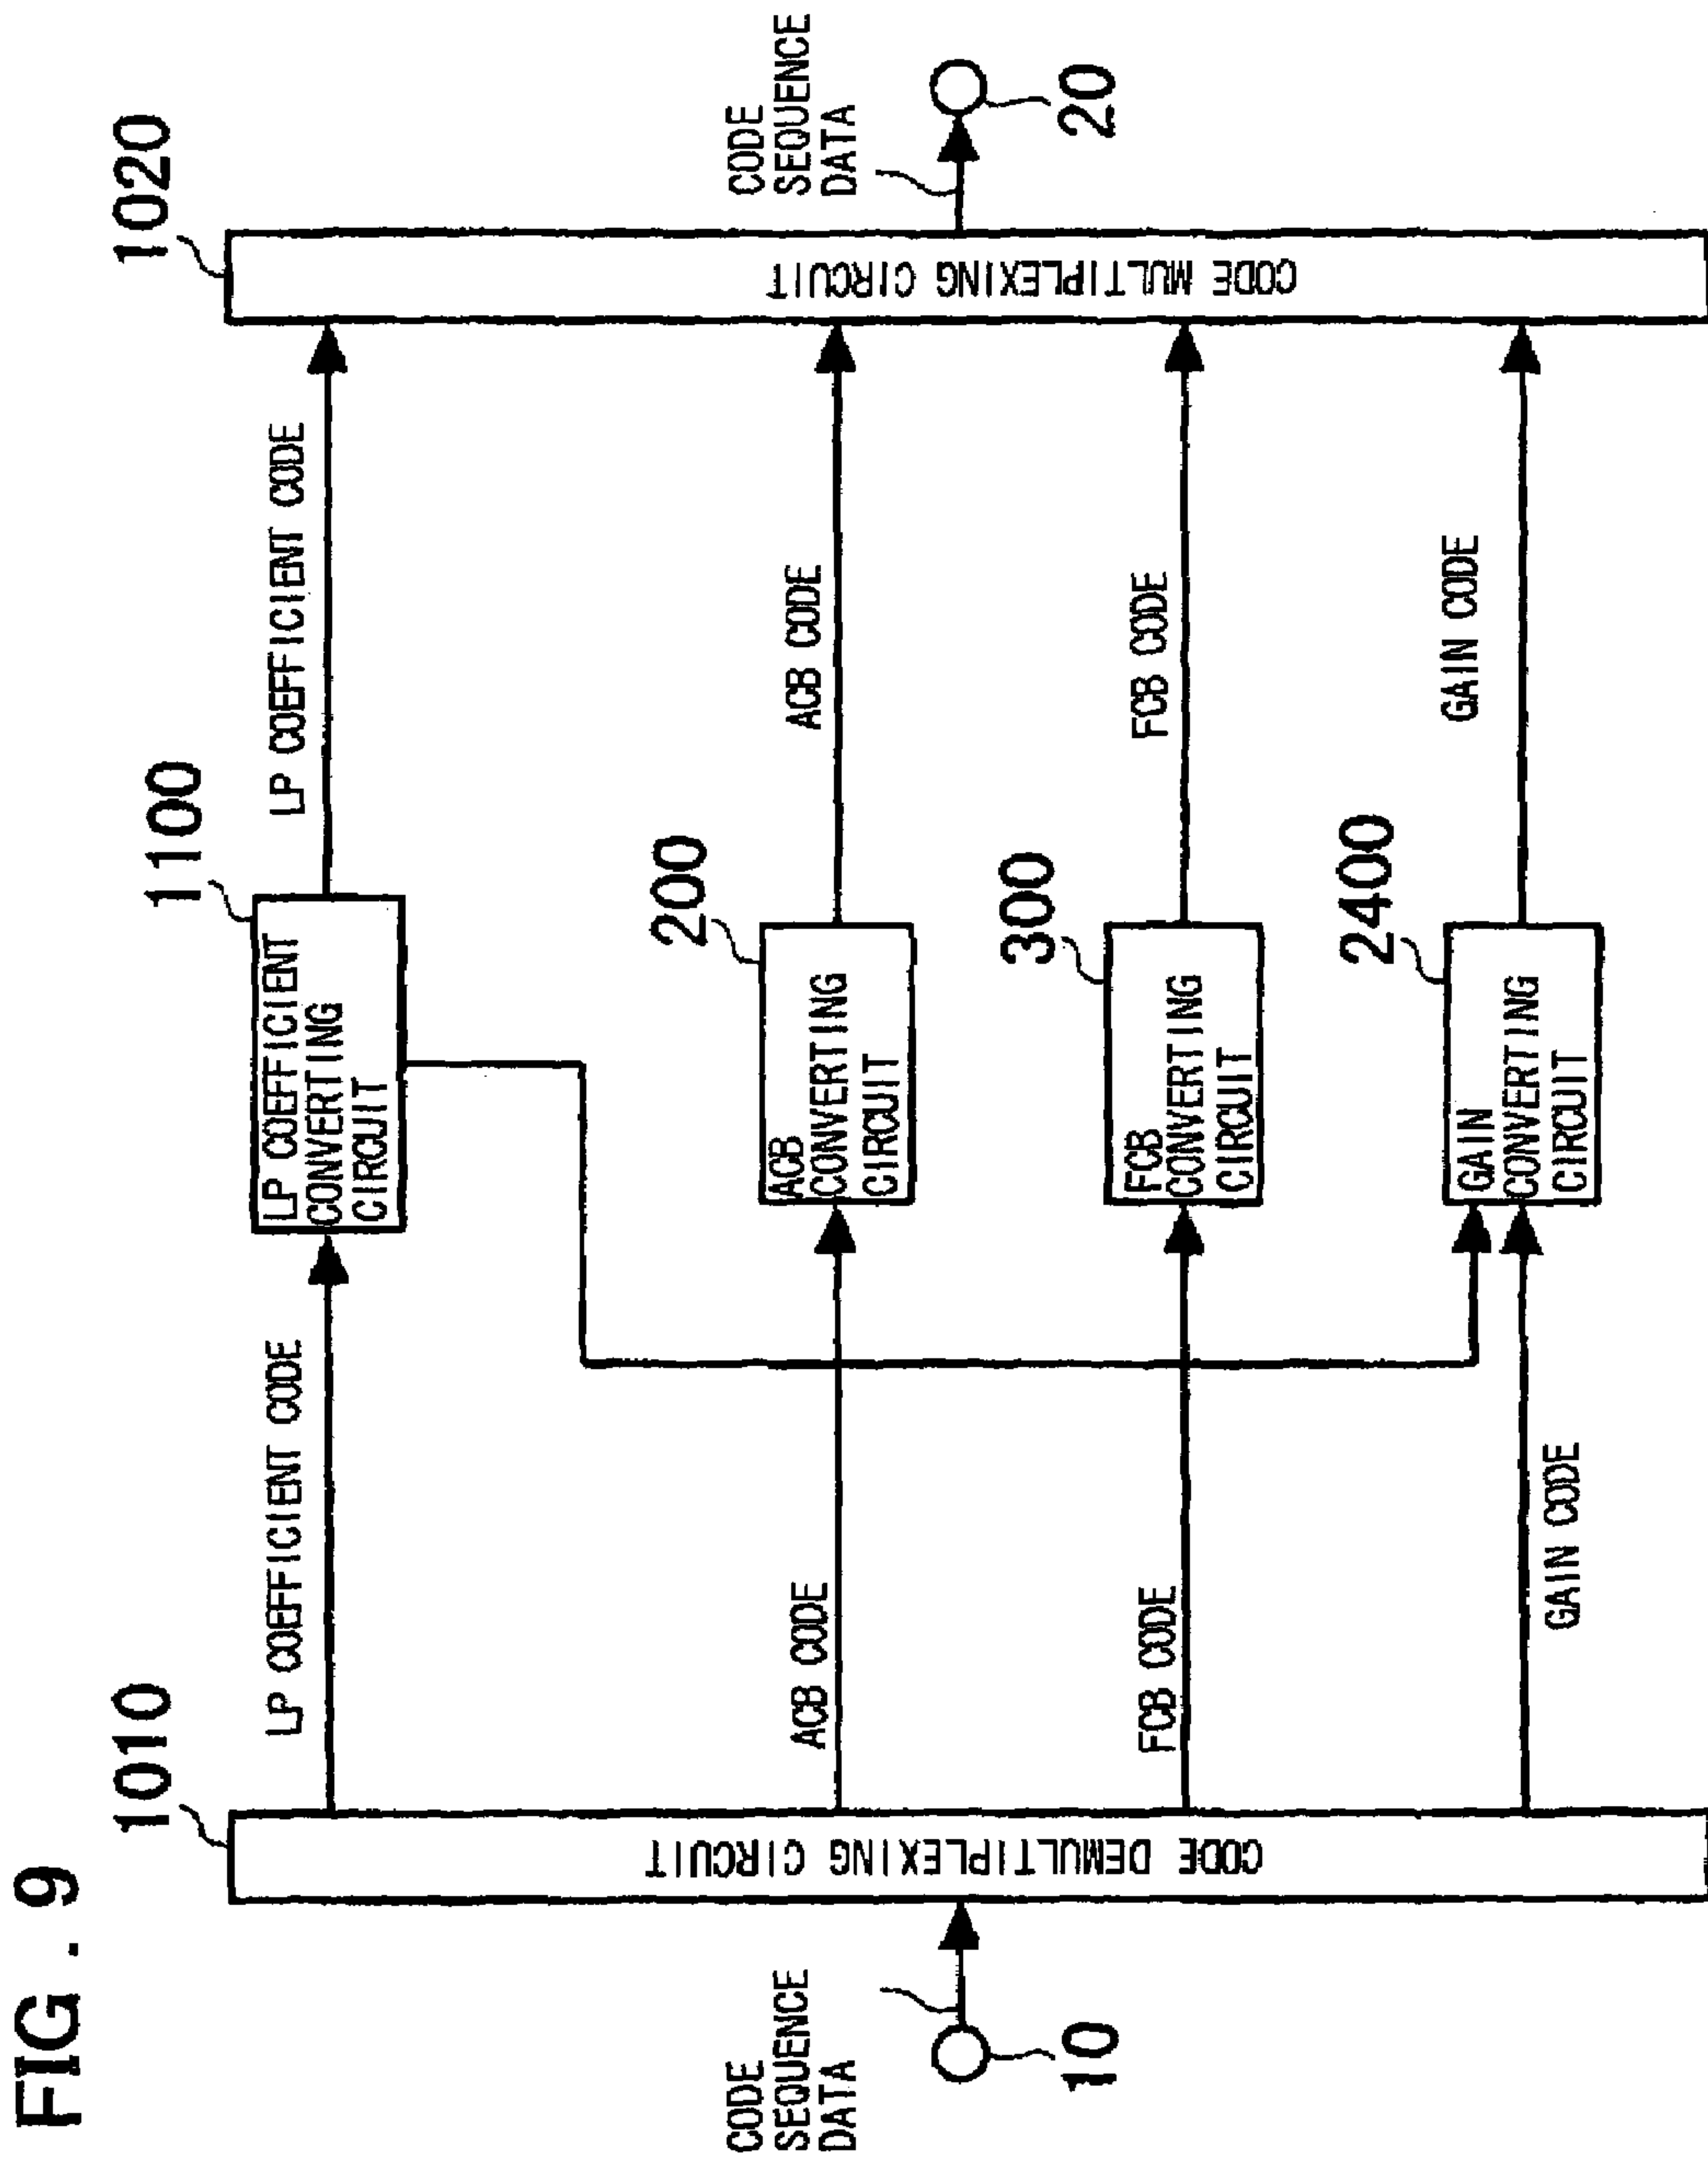 FIG. 9
CODE
SEQUENCE
DATA
10
1010
CODE DEMULTIPLEXING CIRCUIT
LP COEFFICIENT CODE
ACB CODE
FCB CODE
GAIN CODE
1100
LP COEFFICIENT
CONVERTING
CIRCUIT
200
ACB
CONVERTING
CIRCUIT
300
FCB
CONVERTING
CIRCUIT
2400
GAIN
CONVERTING
CIRCUIT
LP COEFFICIENT CODE
ACB CODE
FCB CODE
GAIN CODE
1020
CODE MULTIPLEXING CIRCUIT
CODE
SEQUENCE
DATA
20